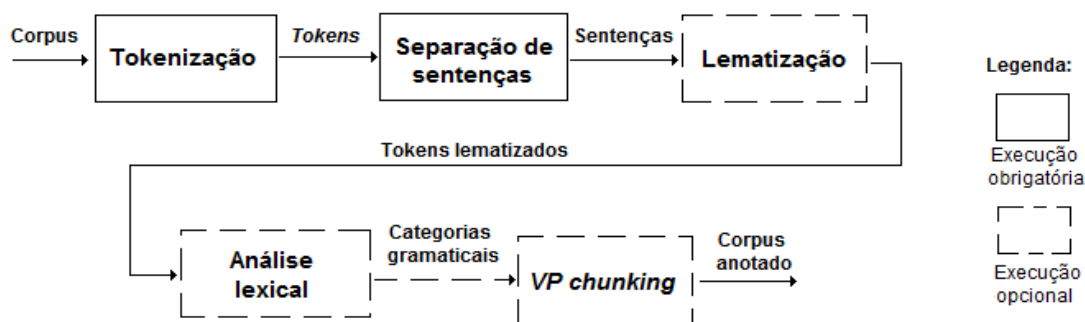 Corpus
Tokenização
Tokens
Separação de
sentenças
Sentenças
Lematização
Legenda:
Execução
obrigatória
Tokens lematizados
Análise
lexical
Categorias
gramaticais
VP chunking
Corpus
anotado
Execução
opcional